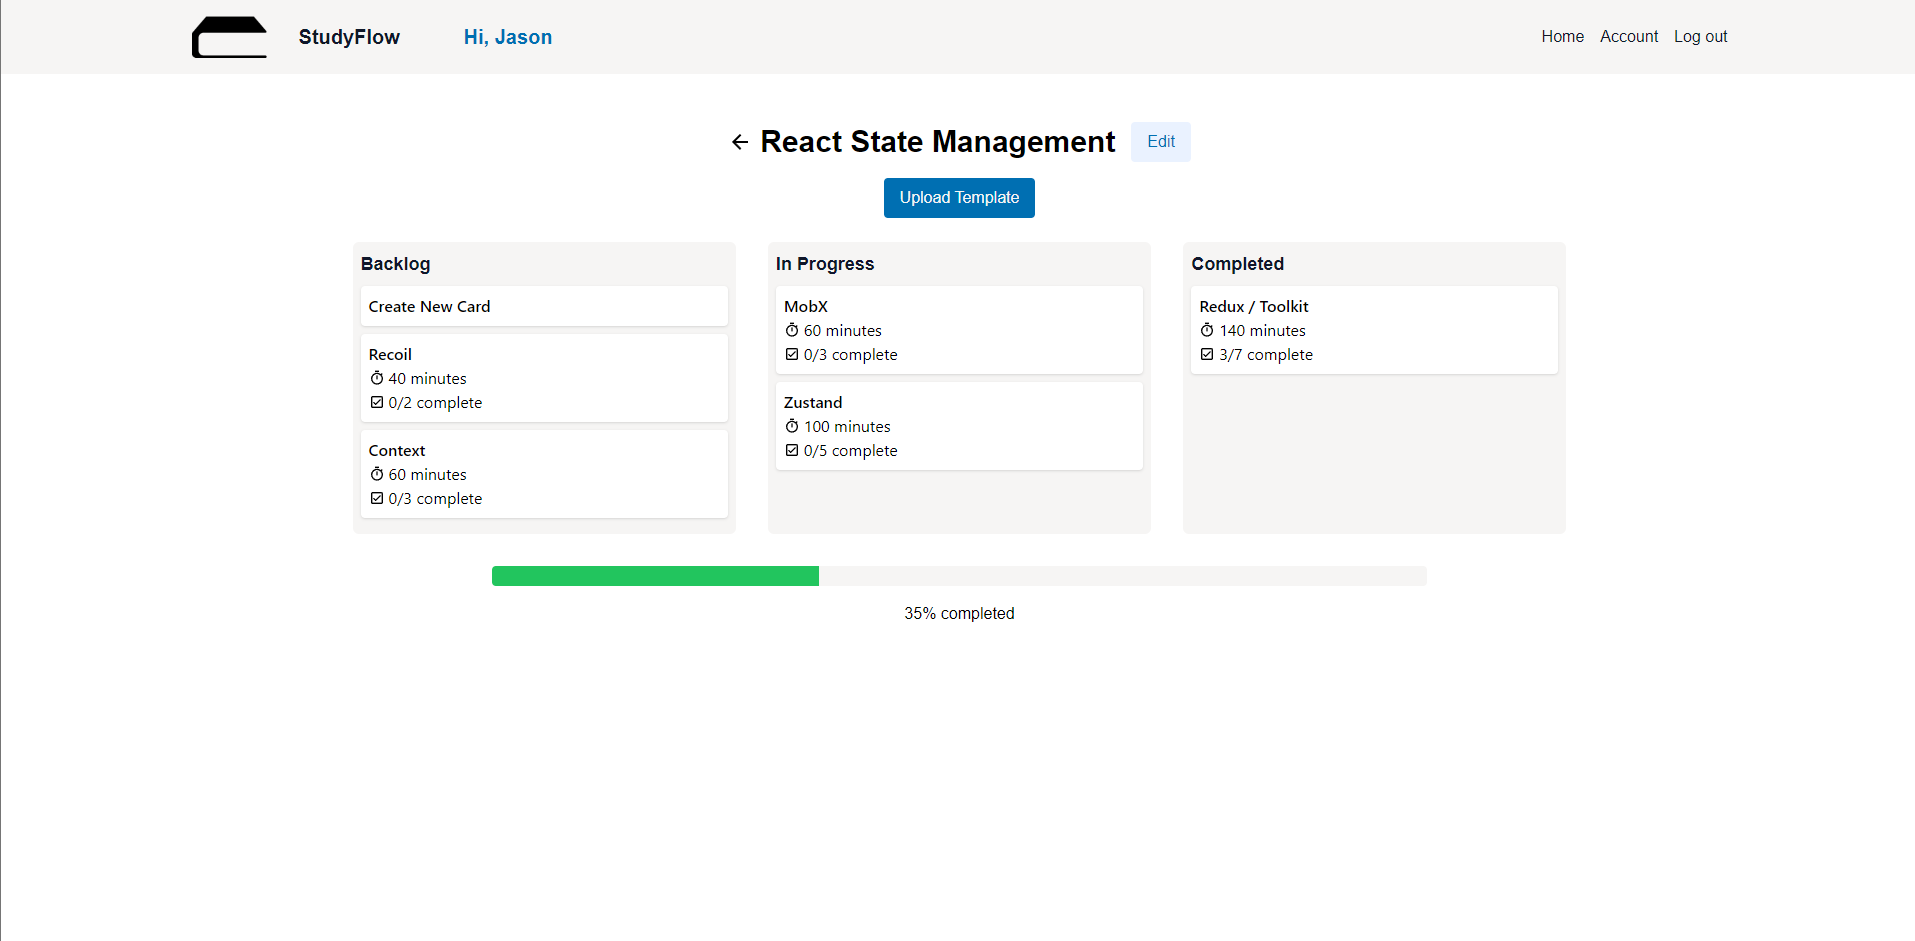 StudyFlow
Hi, Jason
Home
Account
Log out
React State Management
Edit
Upload Template
Backlog
Create New Card
Recoil
40 minutes
0/2 complete
Context
60 minutes
0/3 complete
In Progress
MobX
60 minutes
0/3 complete
Zustand
100 minutes
0/5 complete
Completed
Redux / Toolkit
140 minutes
3/7 complete
35% completed